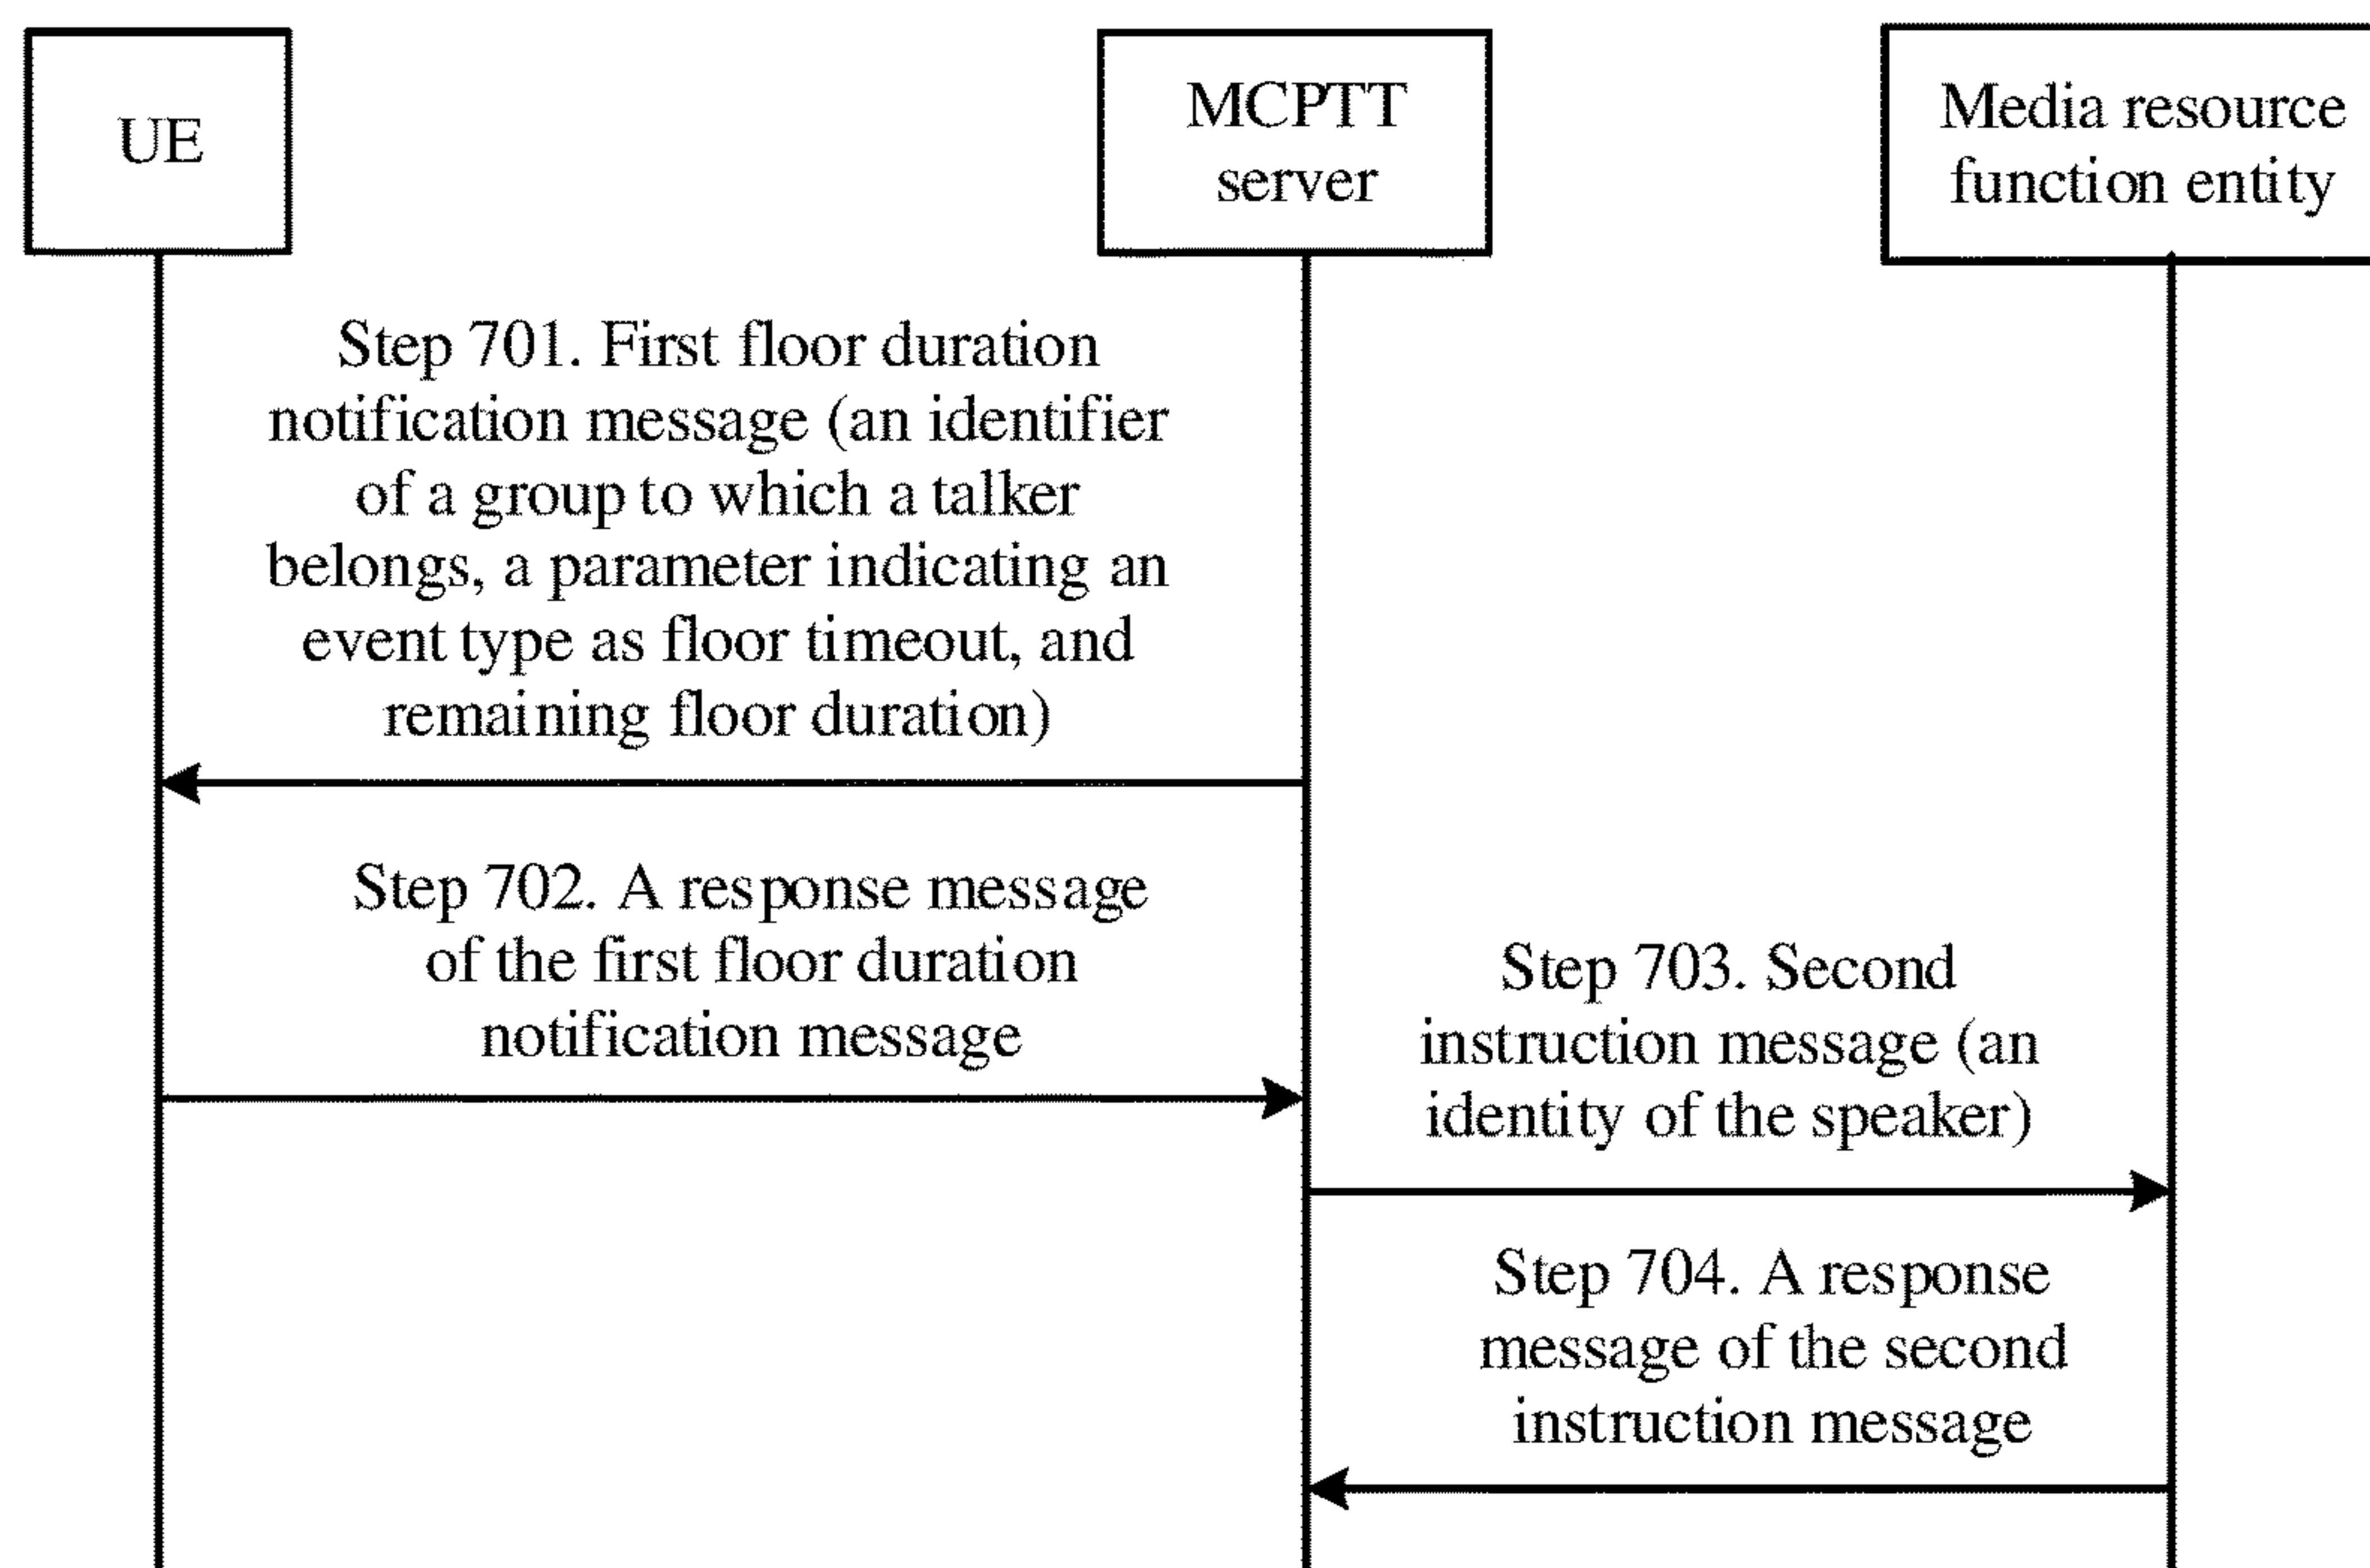 UE
MCPTT
server
Media resource
function entity
Step 701. First floor duration
notification message (an identifier
of a group to which a talker
belongs, a parameter indicating an
event type as floor timeout, and
remaining floor duration)
Step 702. A response message
of the first floor duration
notification message
Step 703. Second
instruction message (an
identity of the speaker)
Step 704. A response
message of the second
instruction message